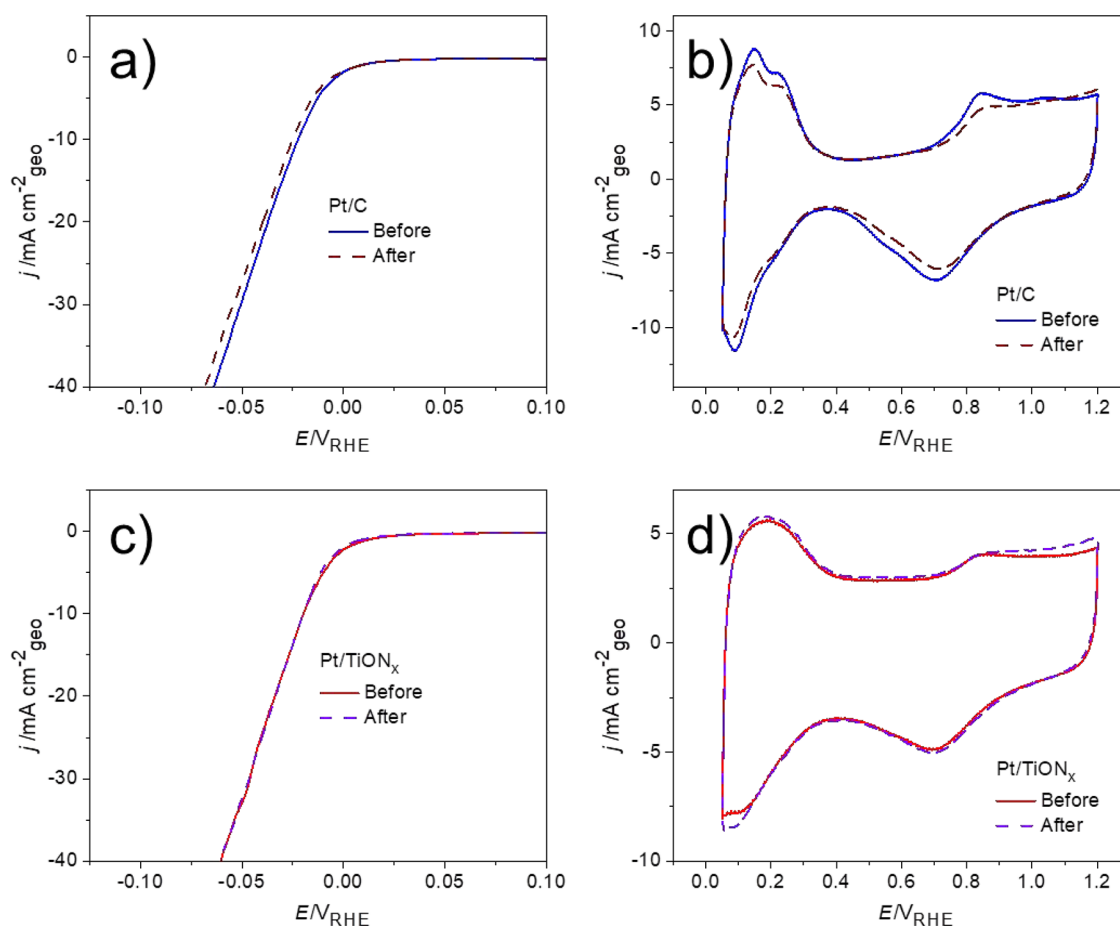 a)
0
-10
-20
-30
-40
j /mA cm⁻²geo
Pt/C
Before
After
-0.10 -0.05 0.00 0.05 0.10
E/VRHE
b)
10
5
0
-5
-10
j /mA cm⁻²geo
Pt/C
Before
After
0.0 0.2 0.4 0.6 0.8 1.0 1.2
E/VRHE
c)
0
-10
-20
-30
-40
j /mA cm⁻²geo
Pt/TiONx
Before
After
-0.10 -0.05 0.00 0.05 0.10
E/VRHE
d)
5
0
-5
-10
j /mA cm⁻²geo
Pt/TiONx
Before
After
0.0 0.2 0.4 0.6 0.8 1.0 1.2
E/VRHE